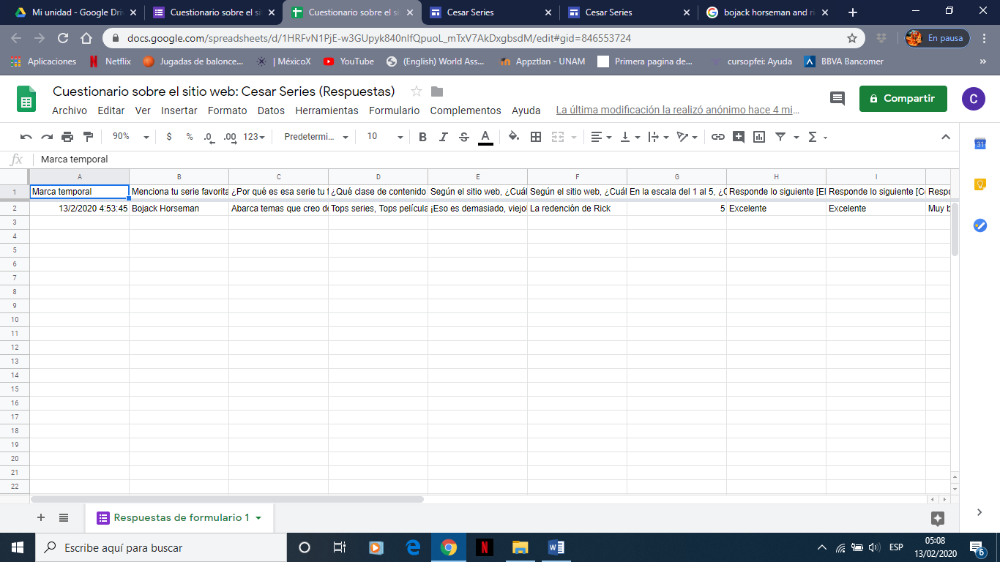 Mi unidad - Google Dri
Cuestionario sobre el si
Cuestionario sobre el si
Cesar Series
Cesar Series
bojack horseman and ri
docs.google.com/spreadsheets/d/1HRFvN1PjE-w3GUpyk840nIfQpuoL_mTxV7AkDxgbsdM/edit#gid=846553724
En pausa
Aplicaciones
Netflix
Jugadas de balonce...
| MéxicoX
YouTube
(English) World Ass...
Appztlan - UNAM
Primera pagina de...
cursopfei: Ayuda
BBVA Bancomer
»
Cuestionario sobre el sitio web: Cesar Series (Respuestas)
Compartir
C
Archivo Editar Ver Insertar Formato Datos Herramientas Formulario Complementos Ayuda La última modificación la realizó anónimo hace 4 mi...
90% $ % .0 .00 123 Predetermi... 10 B I S A
31
fx Marca temporal
A B C D E F G H I
1 Marca temporal Menciona tu serie favorita ¿Por qué es esa serie tu f ¿Qué clase de contenido Según el sitio web, ¿Cuál Según el sitio web, ¿Cuál En la escala del 1 al 5, ¿C Responde lo siguiente [El Responde lo siguiente [Co Respo
2 13/2/2020 4:53:45 Bojack Horseman Abarca temas que creo de Tops series, Tops película ¡Eso es demasiado, viejo! La redención de Rick 5 Excelente Excelente Muy b
3
4
5
6
7
8
9
10
11
12
13
14
15
16
17
18
19
20
21
22
Respuestas de formulario 1
Escribe aquí para buscar
ESP
05:08
13/02/2020
6